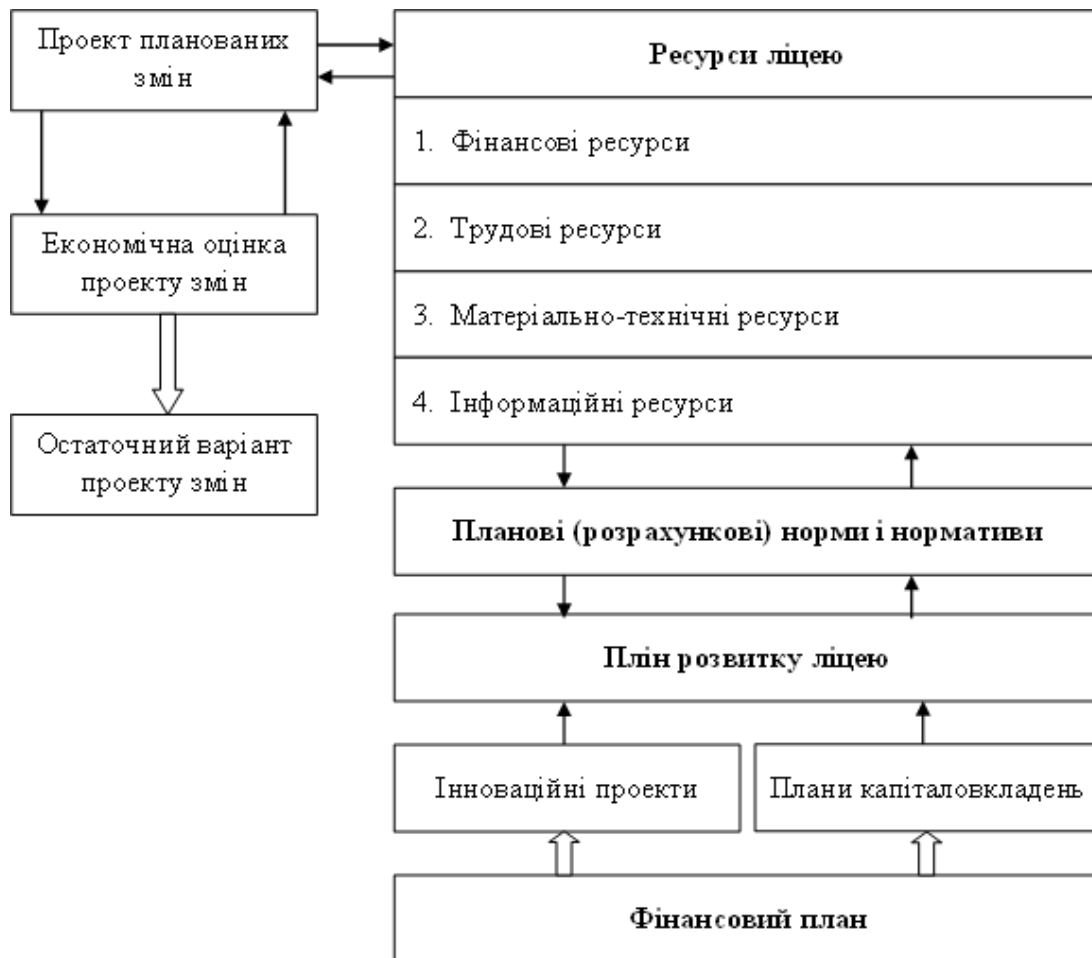 Проект планованих
змін
Ресурси ліцею
1. Фінансові ресурси
2. Трудові ресурси
Економічна оцінка
проекту змін
3. Матеріально-технічні ресурси
4. Інформаційні ресурси
Остаточний варіант
проекту змін
Планові (розрахункові) норми і нормативи
Плін розвитку ліцею
Інноваційні проекти
Плани капіталовкладень
Фінансовий план